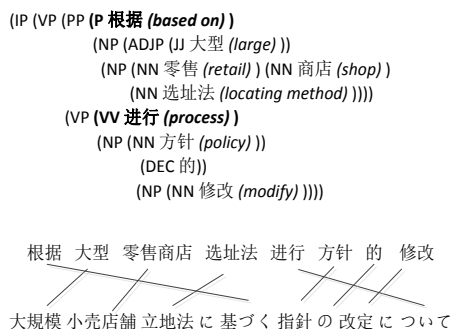 (IP (VP (PP (P 根据 (based on) )
(NP (ADJP (JJ 大型 (large) ))
(NP (NN 零售 (retail) ) (NN 商店 (shop) )
(NN 选址法 (locating method) ))))
(VP (VV 进行 (process) )
(NP (NN 方针 (policy) ))
(DEC 的))
(NP (NN 修改 (modify) ))))
根据 大型 零售商店 选址法 进行 方针 的 修改
大規模 小売店舗 立地法 に 基づく 指針 の 改定 に ついて